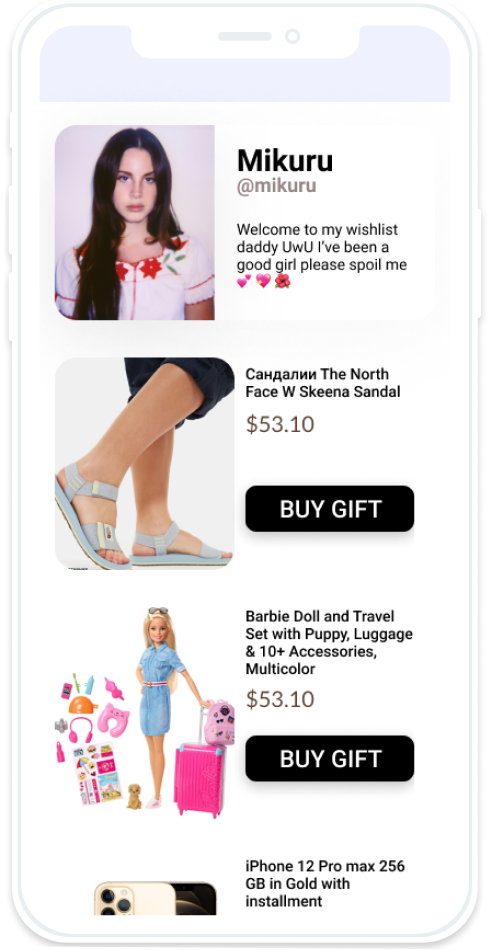 Mikuru
@mikuru
Welcome to my wishlist
daddy UwU I’ve been a
good girl please spoil me
💕 💖 🌺
Сандалии The North
Face W Skeena Sandal
$53.10
BUY GIFT
Barbie Doll and Travel
Set with Puppy, Luggage
& 10+ Accessories,
Multicolor
$53.10
BUY GIFT
iPhone 12 Pro max 256
GB in Gold with
installment